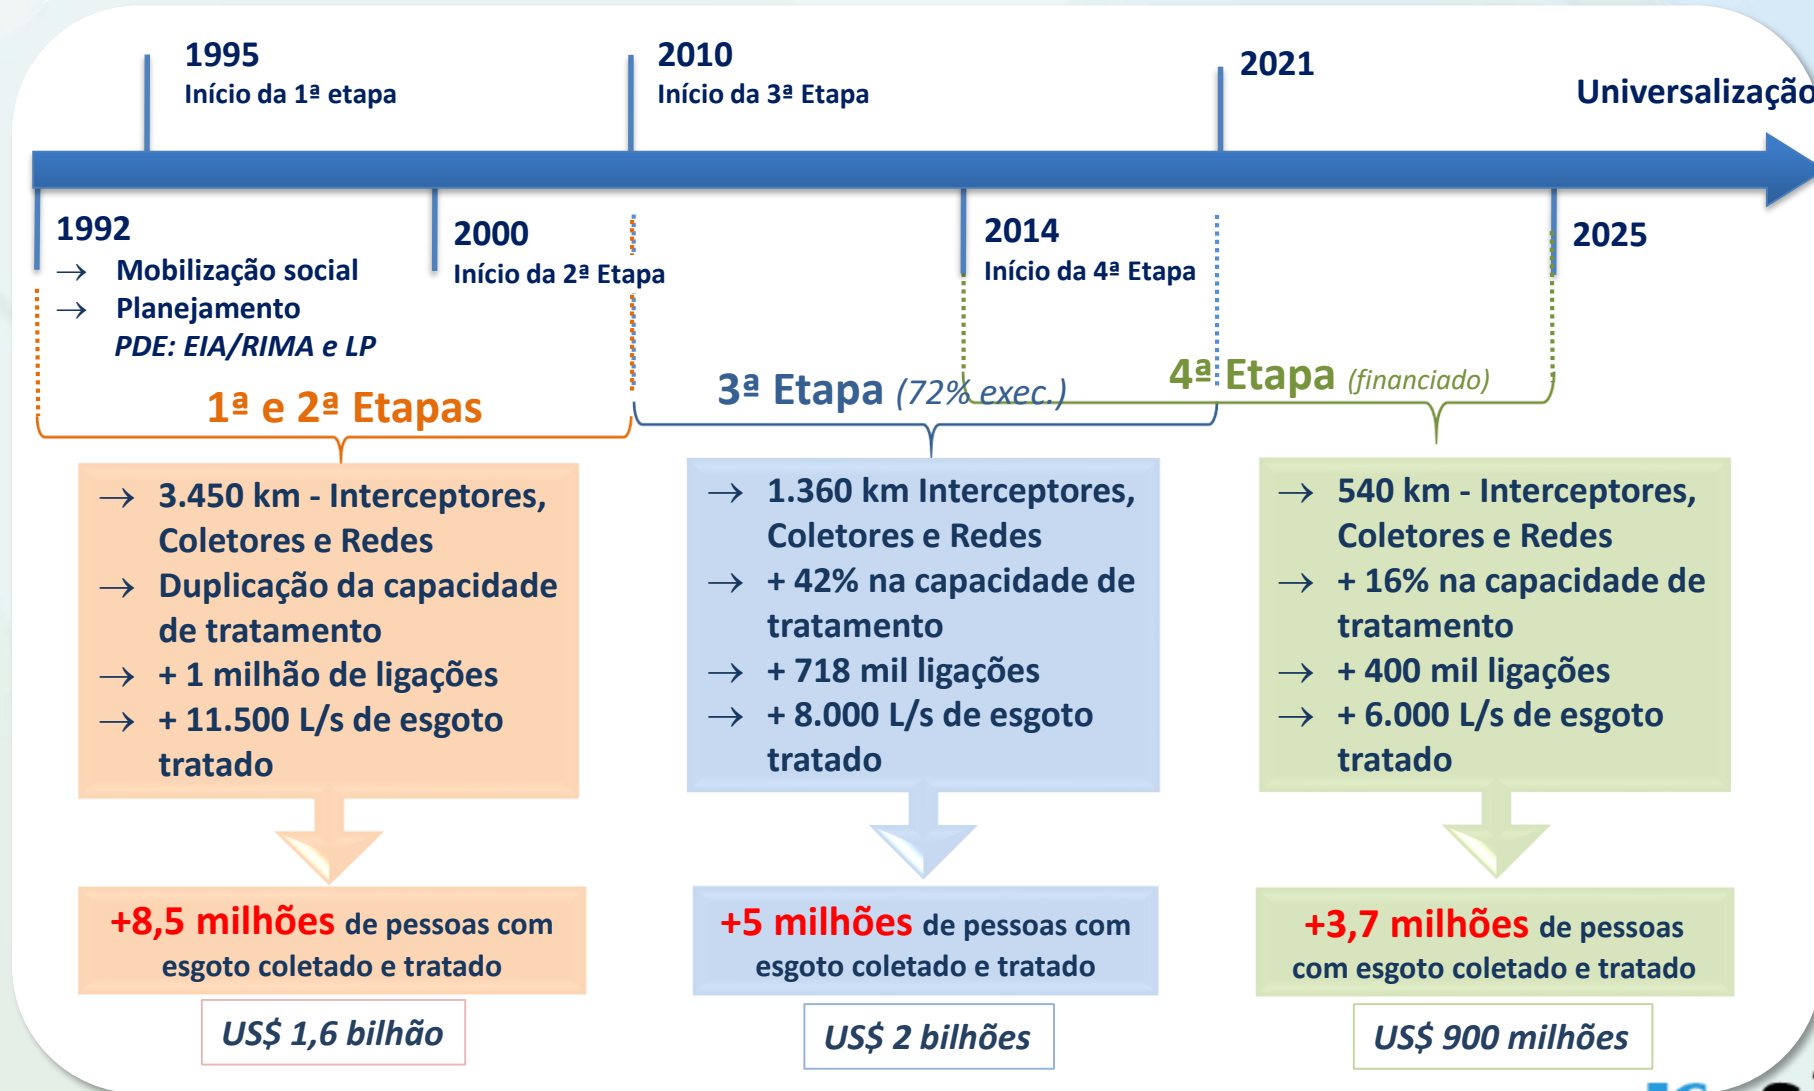 1995
Início da 1ª etapa
2010
Início da 3ª Etapa
2021
Universalização
1992
→ Mobilização social
→ Planejamento
PDE: EIA/RIMA e LP
2000
Início da 2ª Etapa
2014
Início da 4ª Etapa
2025
1ª e 2ª Etapas
3ª Etapa (72% exec.)
4ª Etapa (financiado)
→ 3.450 km - Interceptores,
Coletores e Redes
→ Duplicação da capacidade
de tratamento
→ + 1 milhão de ligações
→ + 11.500 L/s de esgoto
tratado
→ 1.360 km Interceptores,
Coletores e Redes
→ + 42% na capacidade de
tratamento
→ + 718 mil ligações
→ + 8.000 L/s de esgoto
tratado
→ 540 km - Interceptores,
Coletores e Redes
→ + 16% na capacidade de
tratamento
→ + 400 mil ligações
→ + 6.000 L/s de esgoto
tratado
+8,5 milhões de pessoas com
esgoto coletado e tratado
+5 milhões de pessoas com
esgoto coletado e tratado
+3,7 milhões de pessoas
com esgoto coletado e tratado
US$ 1,6 bilhão
US$ 2 bilhões
US$ 900 milhões